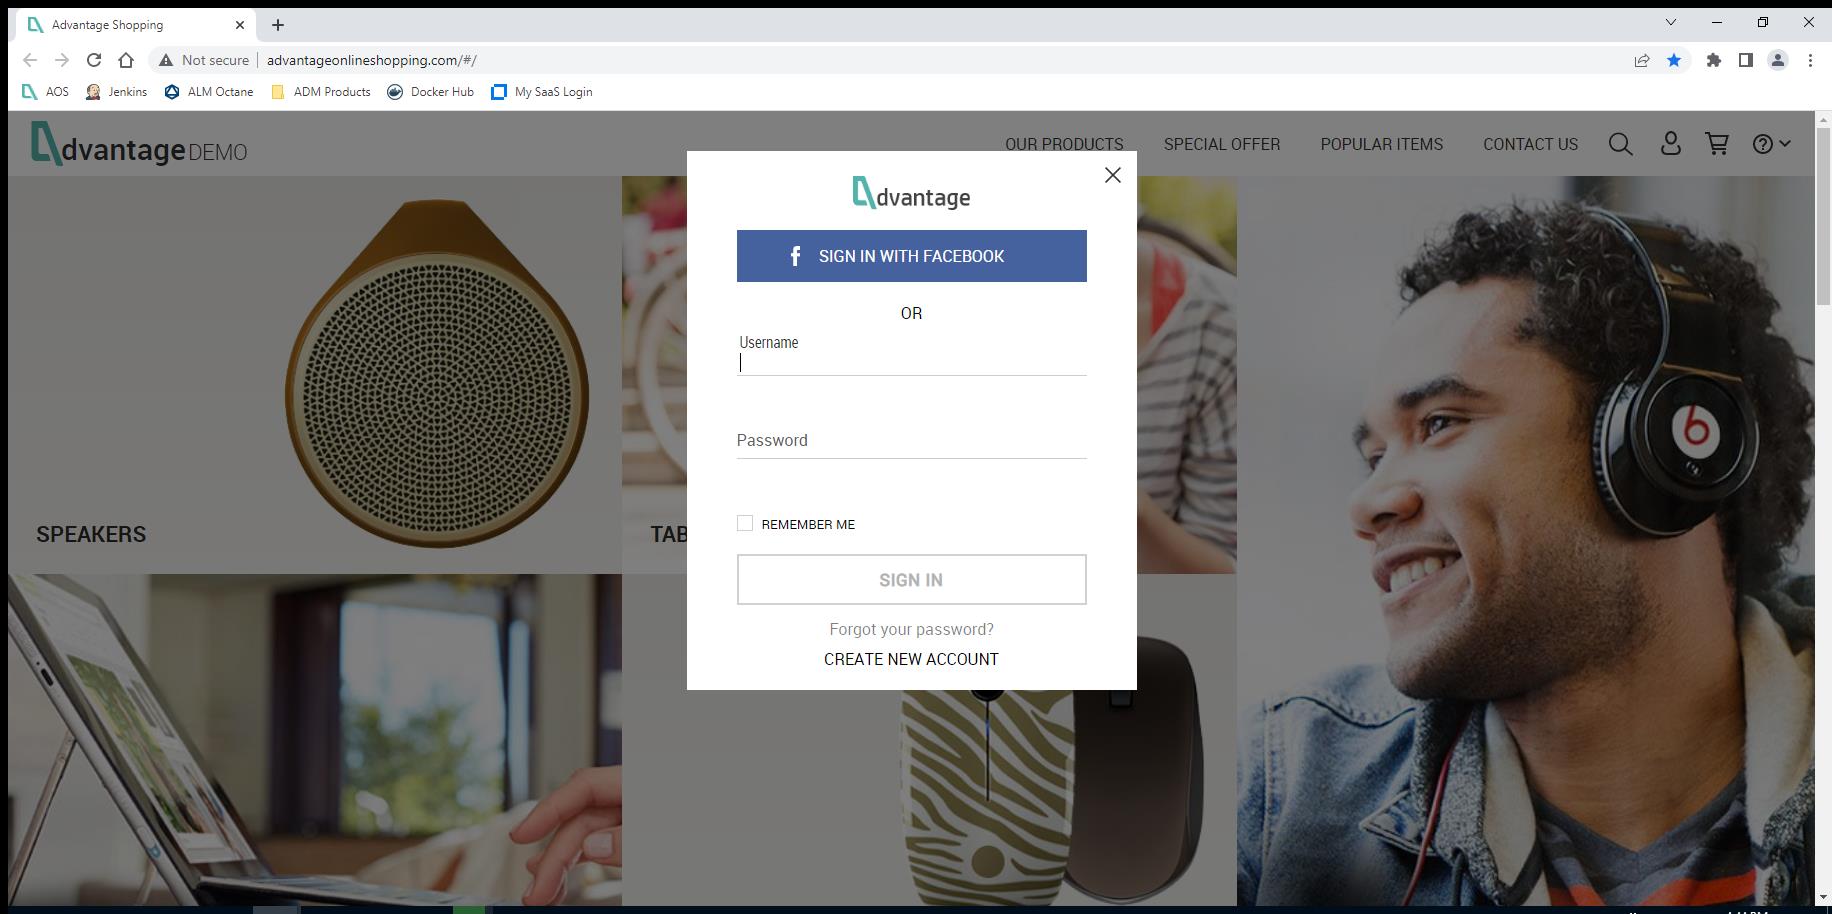 Advantage Shopping
Not secure
advantageonlineshopping.com/#/
AOS
Jenkins
ALM Octane
ADM Products
Docker Hub
My SaaS Login
dvantage DEMO
OUR PRODUCTS
SPECIAL OFFER
POPULAR ITEMS
CONTACT US
dvantage
f SIGN IN WITH FACEBOOK
OR
Username
Password
REMEMBER ME
SIGN IN
Forgot your password?
CREATE NEW ACCOUNT
SPEAKERS
TAB
b